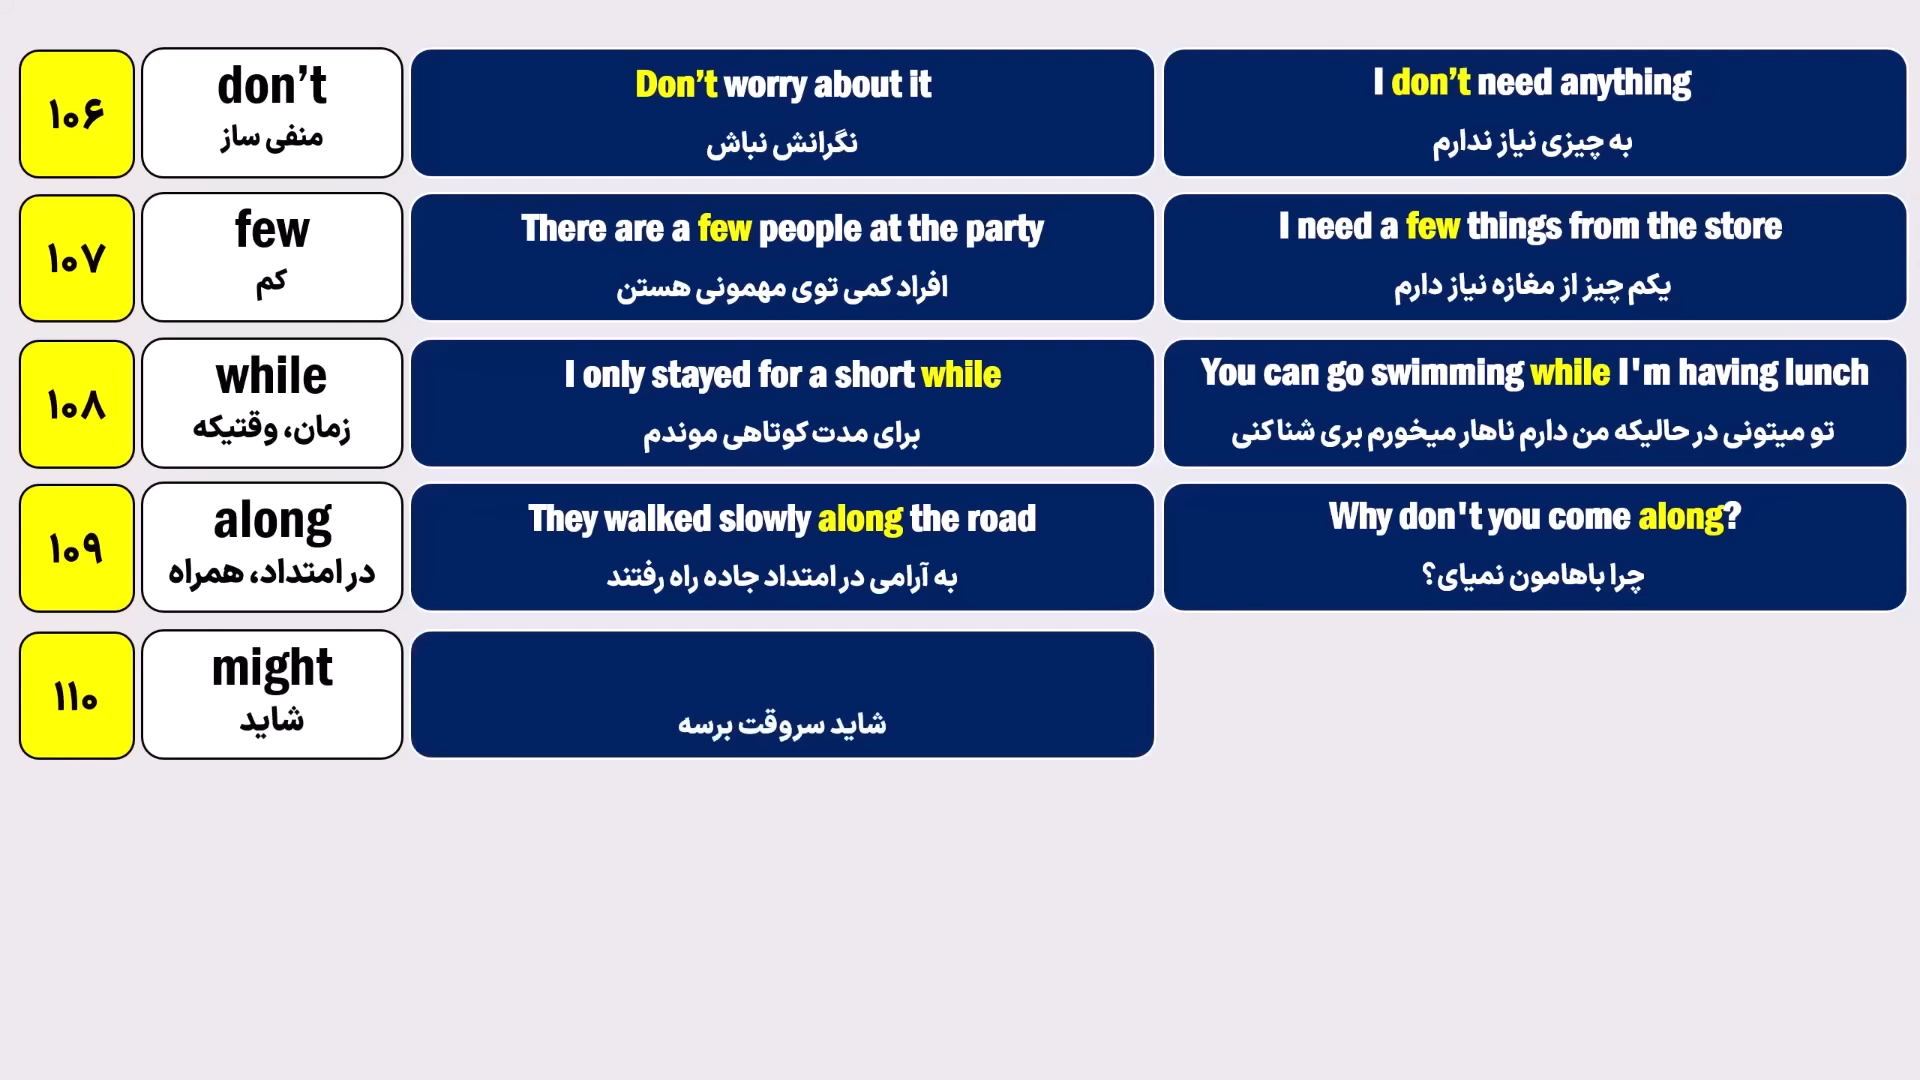 ۱۰۶
don’t
منفی ساز
Don’t worry about it
نگرانش نباش
I don’t need anything
به چیزی نیاز ندارم
۱۰۷
few
کم
There are a few people at the party
افراد کمی توی مهمونی هستن
I need a few things from the store
یکم چیز از مغازه نیاز دارم
۱۰۸
while
زمان، وقتیکه
I only stayed for a short while
برای مدت کوتاهی موندم
You can go swimming while I'm having lunch
تو میتونی در حالیکه من دارم ناهار میخورم بری شنا کنی
۱۰۹
along
در امتداد، همراه
They walked slowly along the road
به آرامی در امتداد جاده راه رفتند
Why don't you come along?
چرا باهامون نمیای؟
۱۱۰
might
شاید
شاید سروقت برسه